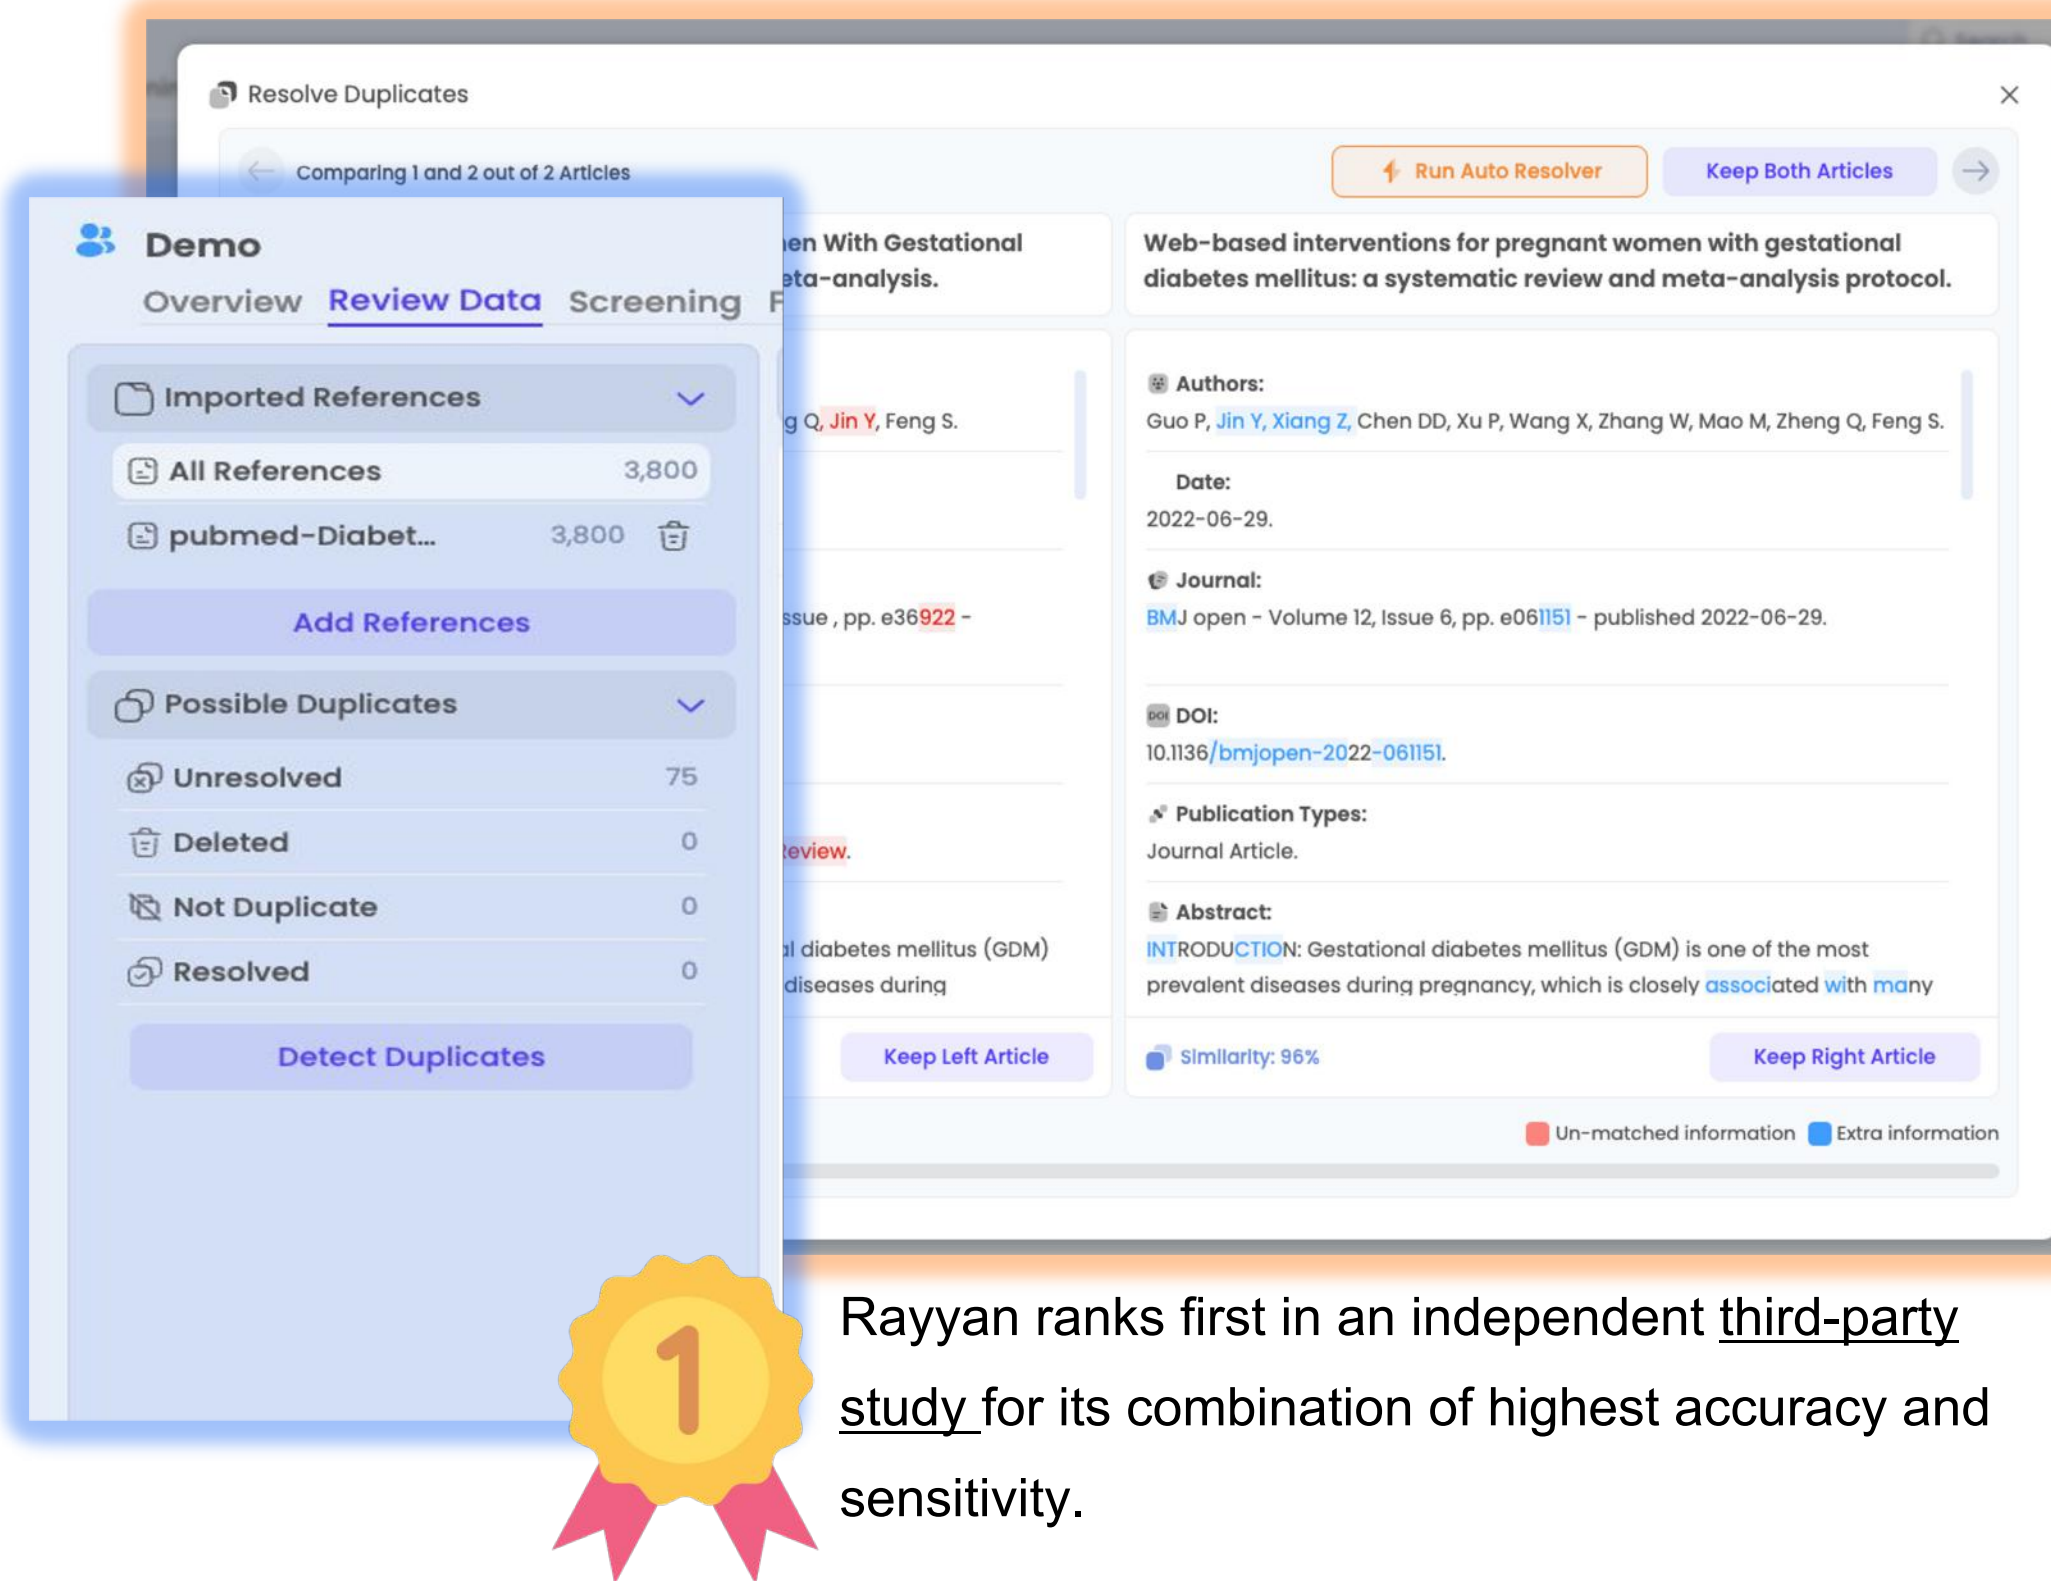 Search
Resolve Duplicates
Comparing 1 and 2 out of 2 Articles
Run Auto Resolver
Keep Both Articles
Demo
Overview Review Data Screening
Imported References
All References 3,800
pubmed-Diabet... 3,800
Add References
Possible Duplicates
Unresolved 75
Deleted 0
Not Duplicate 0
Resolved 0
Detect Duplicates
With Gestational
eta-analysis.
Q, Jin Y, Feng S.
ssue , pp. e36922 -
Review.
diabetes mellitus (GDM)
diseases during
Keep Left Article
Web-based interventions for pregnant women with gestational
diabetes mellitus: a systematic review and meta-analysis protocol.
Authors:
Guo P, Jin Y, Xiang Z, Chen DD, Xu P, Wang X, Zhang W, Mao M, Zheng Q, Feng S.
Date:
2022-06-29.
Journal:
BMJ open - Volume 12, Issue 6, pp. e061151 - published 2022-06-29.
DOI DOI:
10.1136/bmjopen-2022-061151.
Publication Types:
Journal Article.
Abstract:
INTRODUCTION: Gestational diabetes mellitus (GDM) is one of the most
prevalent diseases during pregnancy, which is closely associated with many
Similarity: 96%
Keep Right Article
Un-matched information Extra information
1
Rayyan ranks first in an independent third-party
study for its combination of highest accuracy and
sensitivity.